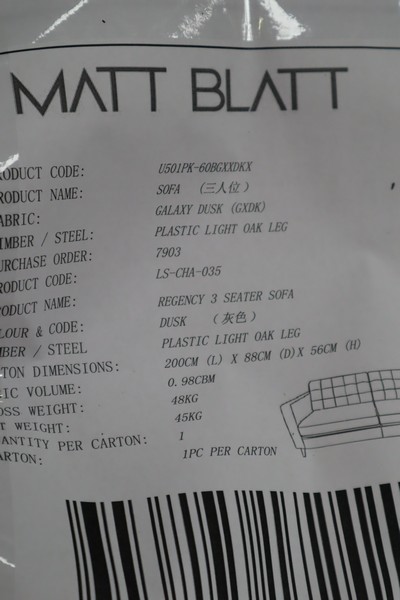 MATT BLATT
RODUCT CODE: U501PK-60BGXXDKX
RODUCT NAME: SOFA (三人位)
ABRIC: GALAXY DUSK (GXDK)
IMBER / STEEL: PLASTIC LIGHT OAK LEG
URCHASE ORDER: 7903
RODUCT CODE: LS-CHA-035
RODUCT NAME: REGENCY 3 SEATER SOFA
LOUR & CODE: DUSK (灰色)
MBER / STEEL PLASTIC LIGHT OAK LEG
TON DIMENSIONS: 200CM (L) X 88CM (D)X 56CM (H)
IC VOLUME: 0.98CBM
OSS WEIGHT: 48KG
T WEIGHT: 45KG
ANTITY PER CARTON: 1
ARTON: 1PC PER CARTON